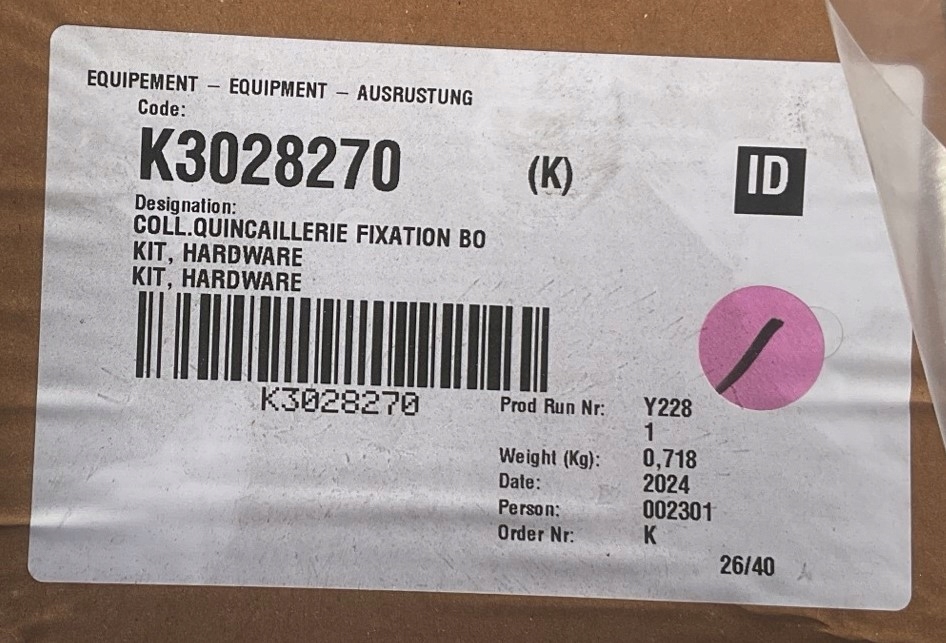 EQUIPEMENT – EQUIPMENT – AUSRUSTUNG
Code:
K3028270 (K) ID
Designation:
COLL.QUINCAILLERIE FIXATION BO
KIT, HARDWARE
KIT, HARDWARE
K3028270
Prod Run Nr: Y228
1
Weight (Kg): 0,718
Date: 2024
Person: 002301
Order Nr: K
26/40